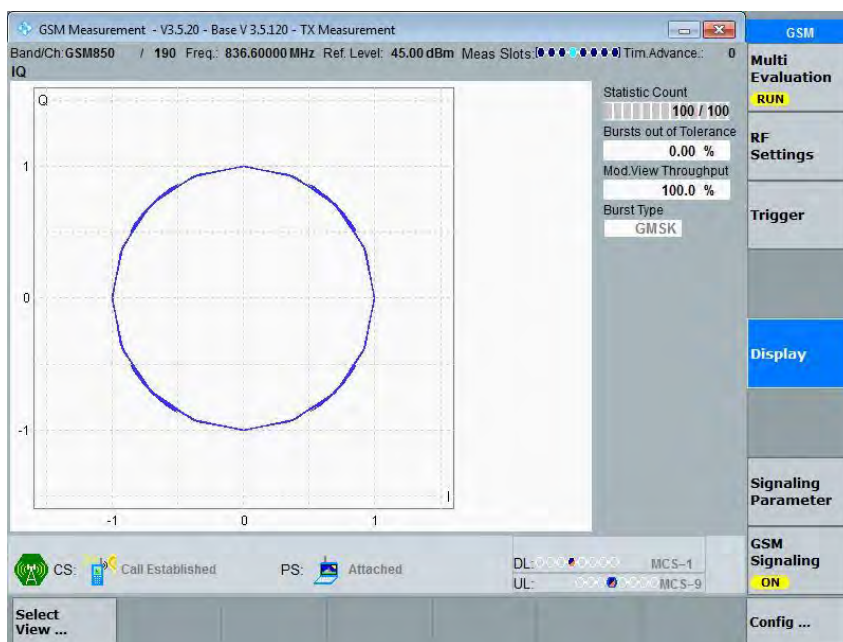 GSM Measurement - V3.5.20 - Base V 3.5.120 - TX Measurement
GSM
Band/Ch: GSM850 / 190 Freq.: 836.60000 MHz Ref. Level: 45.00 dBm Meas Slots: Tim.Advance.: 0
IQ
Multi
Evaluation
RUN
RF
Settings
Trigger
Display
Signaling
Parameter
GSM
Signaling
ON
Config ...
Statistic Count
100 / 100
Bursts out of Tolerance
0.00 %
Mod.View Throughput
100.0 %
Burst Type
GMSK
Q
1
0
-1
I
-1 0 1
CS: Call Established PS: Attached DL: MCS-1
UL: MCS-9
Select
View ...